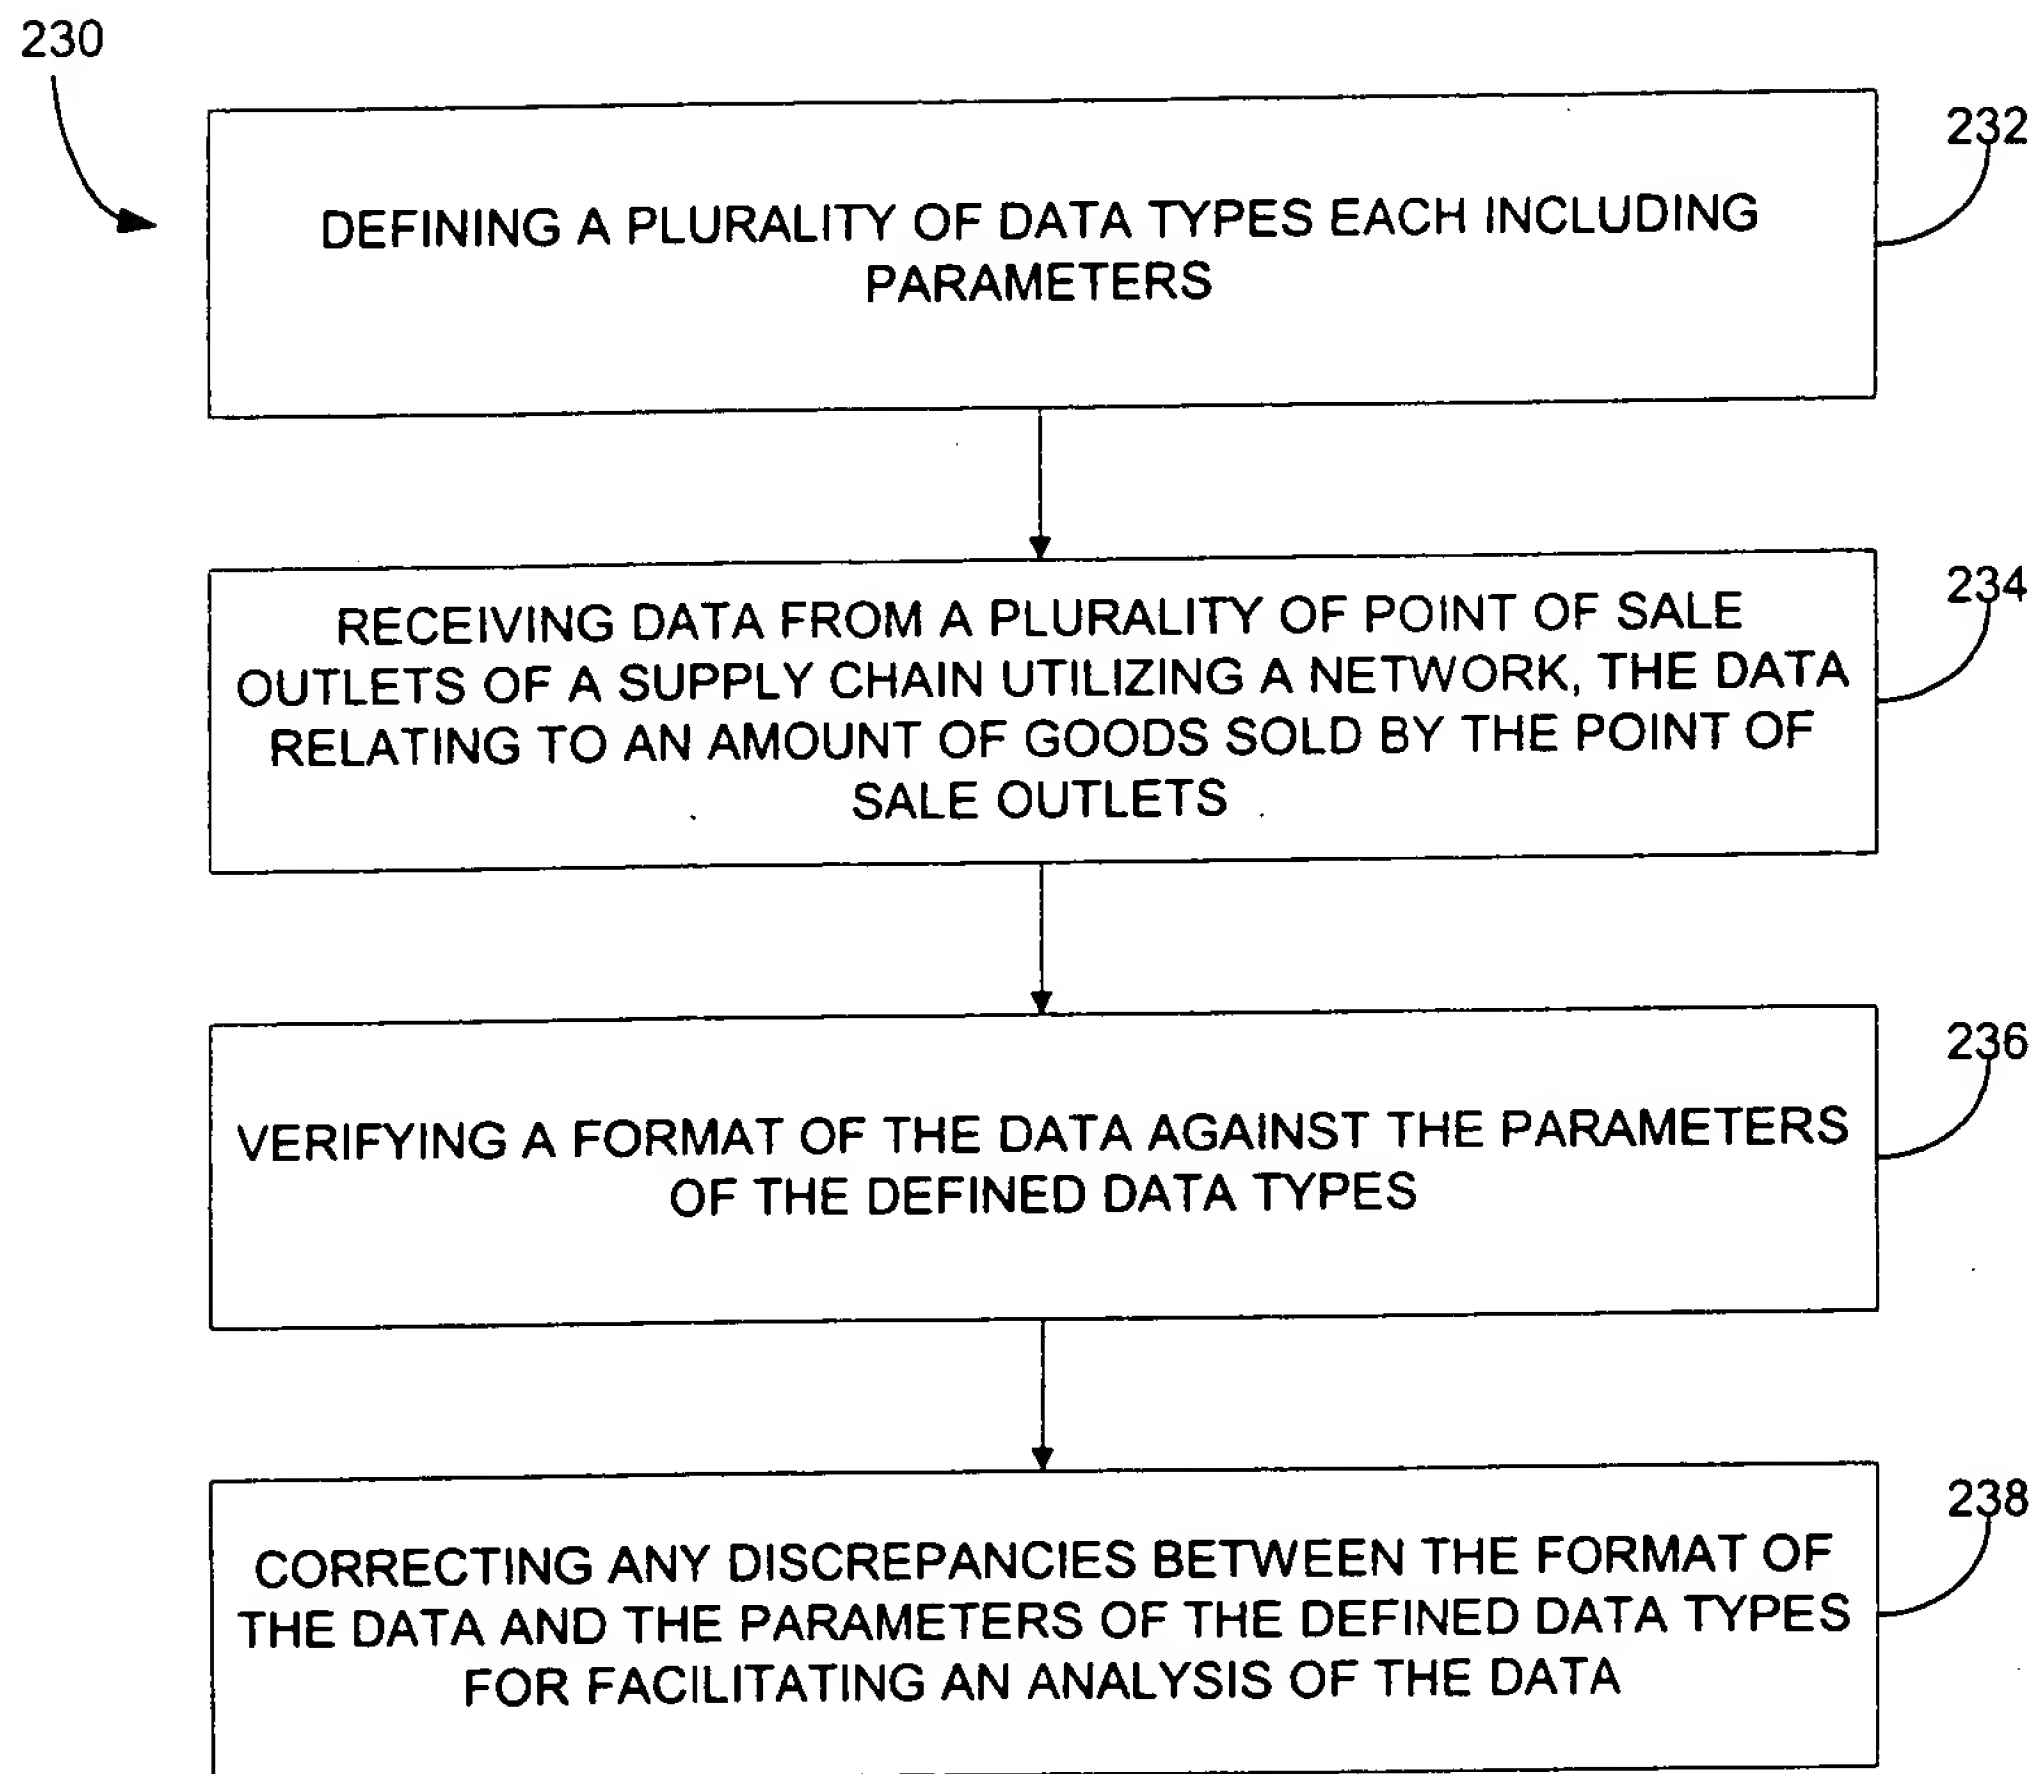 230
232
DEFINING A PLURALITY OF DATA TYPES EACH INCLUDING
PARAMETERS
234
RECEIVING DATA FROM A PLURALITY OF POINT OF SALE
OUTLETS OF A SUPPLY CHAIN UTILIZING A NETWORK, THE DATA
RELATING TO AN AMOUNT OF GOODS SOLD BY THE POINT OF
SALE OUTLETS
236
VERIFYING A FORMAT OF THE DATA AGAINST THE PARAMETERS
OF THE DEFINED DATA TYPES
238
CORRECTING ANY DISCREPANCIES BETWEEN THE FORMAT OF
THE DATA AND THE PARAMETERS OF THE DEFINED DATA TYPES
FOR FACILITATING AN ANALYSIS OF THE DATA